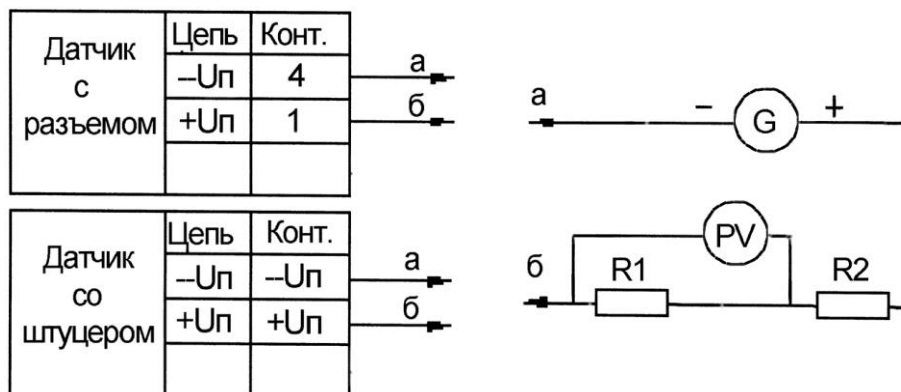 Датчик
с
разъемом
Цепь Конт.
--Uп 4
+Uп 1
а
б
Датчик
со
штуцером
Цепь Конт.
--Uп --Uп
+Uп +Uп
а
б
а − G +
PV
б R1 R2